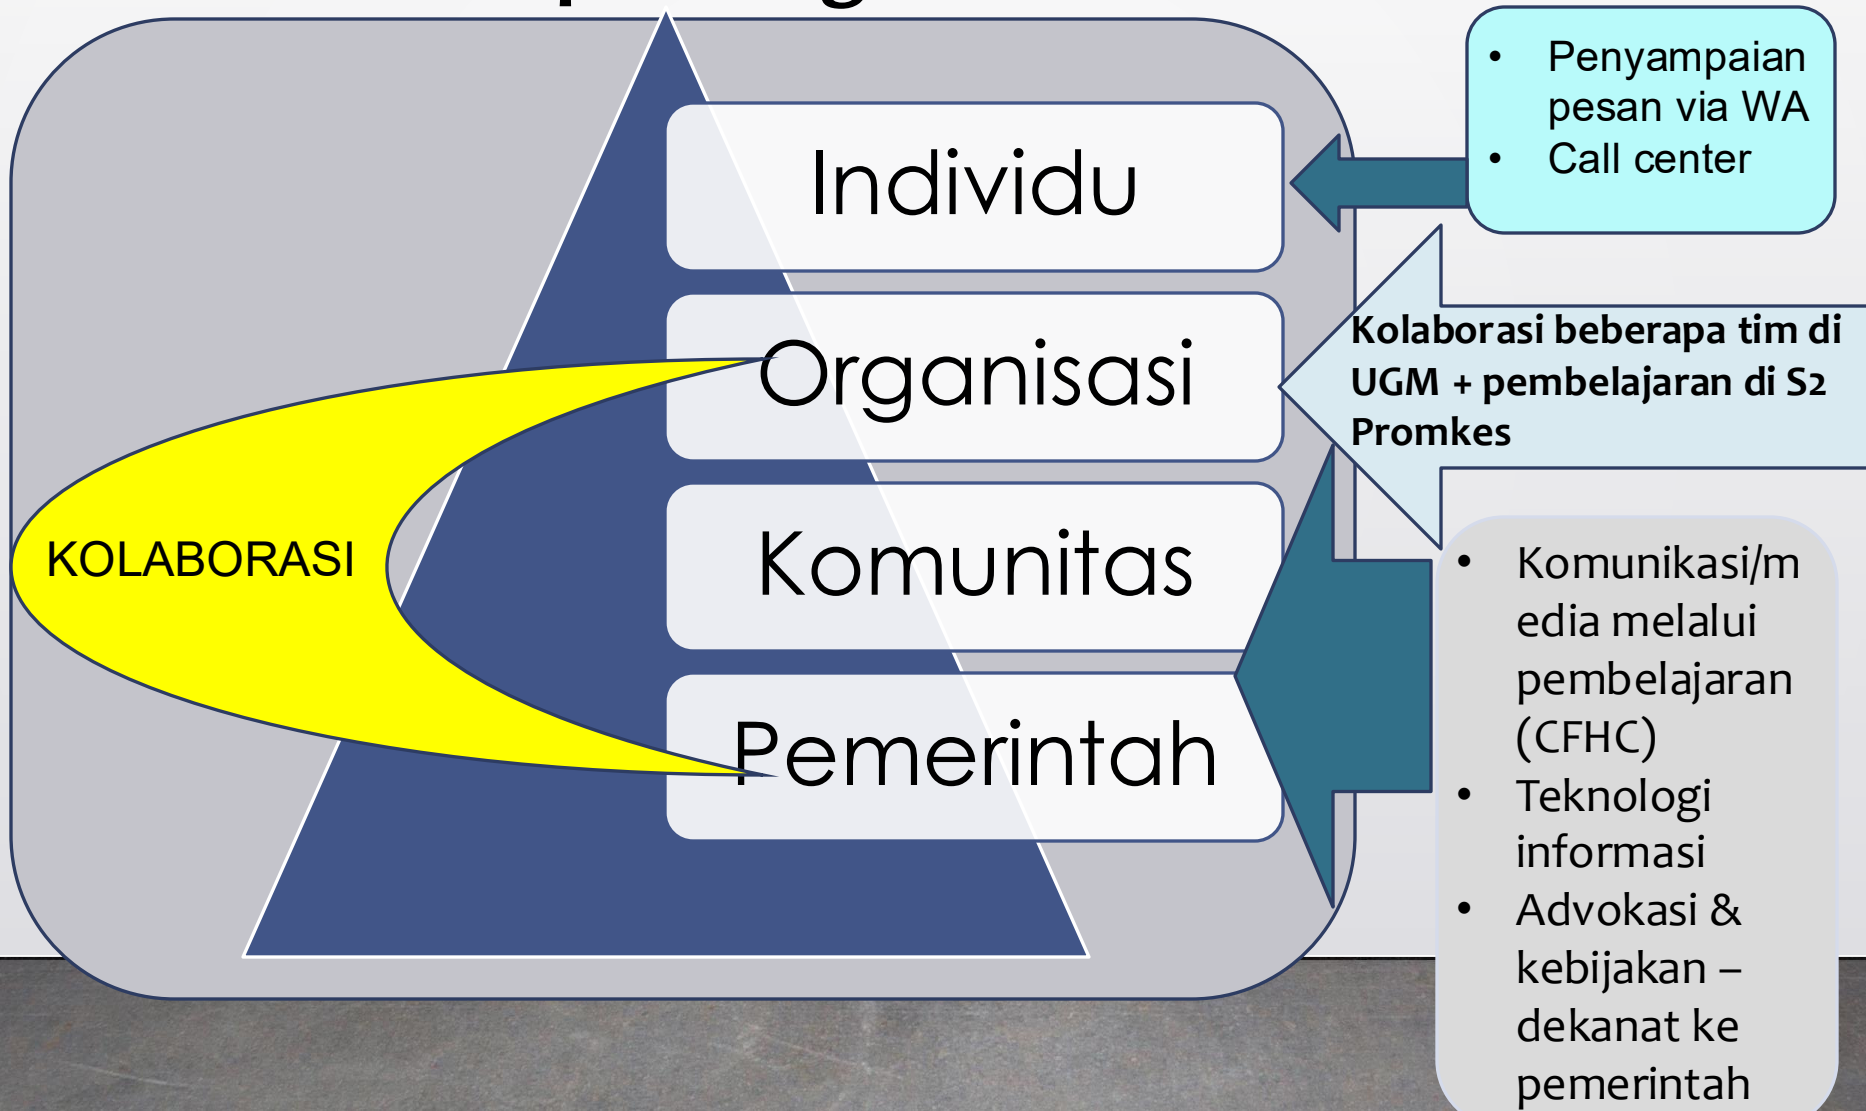 Individu
Organisasi
Komunitas
Pemerintah
KOLABORASI
• Penyampaian
pesan via WA
• Call center
Kolaborasi beberapa tim di
UGM + pembelajaran di S2
Promkes
• Komunikasi/m
edia melalui
pembelajaran
(CFHC)
• Teknologi
informasi
• Advokasi &
kebijakan –
dekanat ke
pemerintah